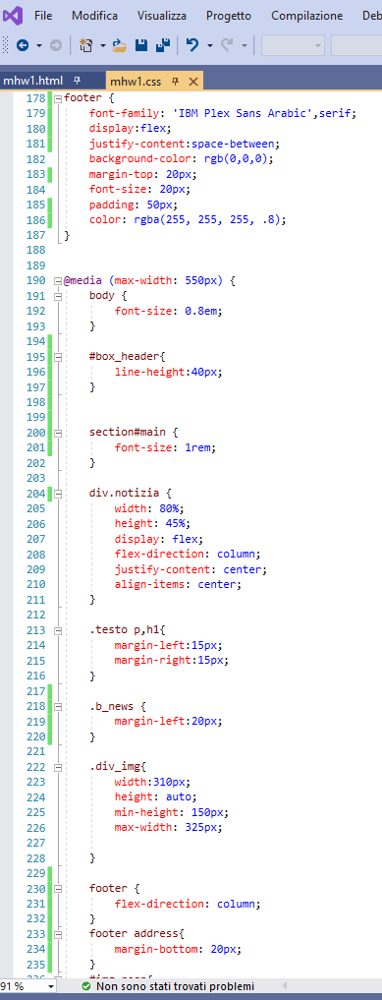 File Modifica Visualizza Progetto Compilazione
mhw1.html mhw1.css
178 footer {
179 font-family: 'IBM Plex Sans Arabic',serif;
180 display:flex;
181 justify-content:space-between;
182 background-color: rgb(0,0,0);
183 margin-top: 20px;
184 font-size: 20px;
185 padding: 50px;
186 color: rgba(255, 255, 255, .8);
187 }
188
189
190 @media (max-width: 550px) {
191 body {
192 font-size: 0.8em;
193 }
194
195 #box_header{
196 line-height:40px;
197 }
198
199
200 section#main {
201 font-size: 1rem;
202 }
203
204 div.notizia {
205 width: 80%;
206 height: 45%;
207 display: flex;
208 flex-direction: column;
209 justify-content: center;
210 align-items: center;
211 }
212
213 .testo p,h1{
214 margin-left:15px;
215 margin-right:15px;
216 }
217
218 .b_news {
219 margin-left:20px;
220 }
221
222 .div_img{
223 width:310px;
224 height: auto;
225 min-height: 150px;
226 max-width: 325px;
227
228 }
229
230 footer {
231 flex-direction: column;
232 }
233 footer address{
234 margin-bottom: 20px;
235 }
91 % Non sono stati trovati problemi